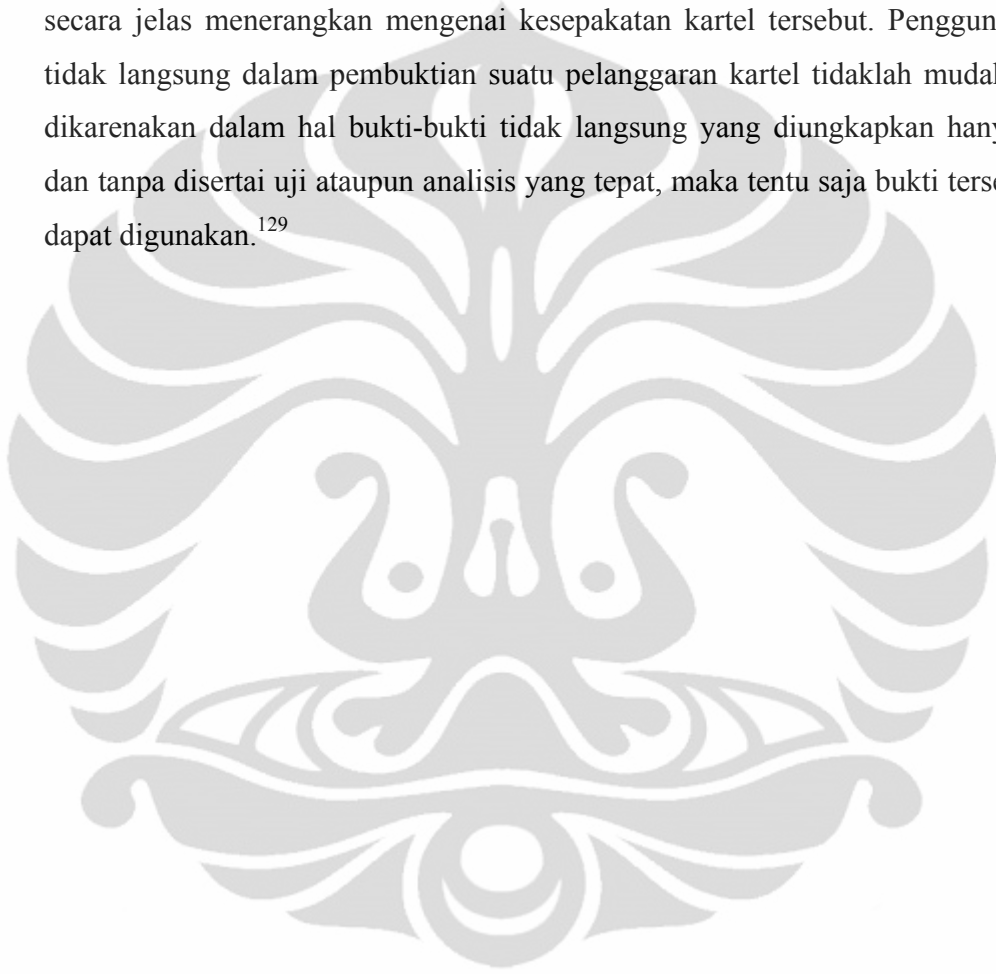 secara jelas menerangkan mengenai kesepakatan kartel tersebut. Penggun
tidak langsung dalam pembuktian suatu pelanggaran kartel tidaklah mudal
dikarenakan dalam hal bukti-bukti tidak langsung yang diungkapkan hany
dan tanpa disertai uji ataupun analisis yang tepat, maka tentu saja bukti terse
dapat digunakan.129